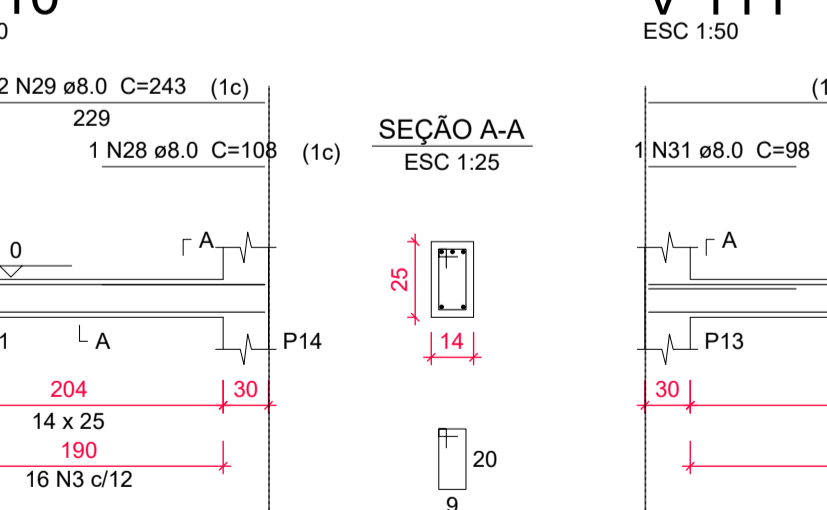 ESC 1:50
2 N29 ø8.0 C=243 (1c)
229
1 N28 ø8.0 C=108 (1c)
SEÇÃO A-A
ESC 1:25
1 N31 ø8.0 C=98
A
0
A
25
A
P14
14
P13
204
30
30
14 x 25
190
16 N3 c/12
20
9